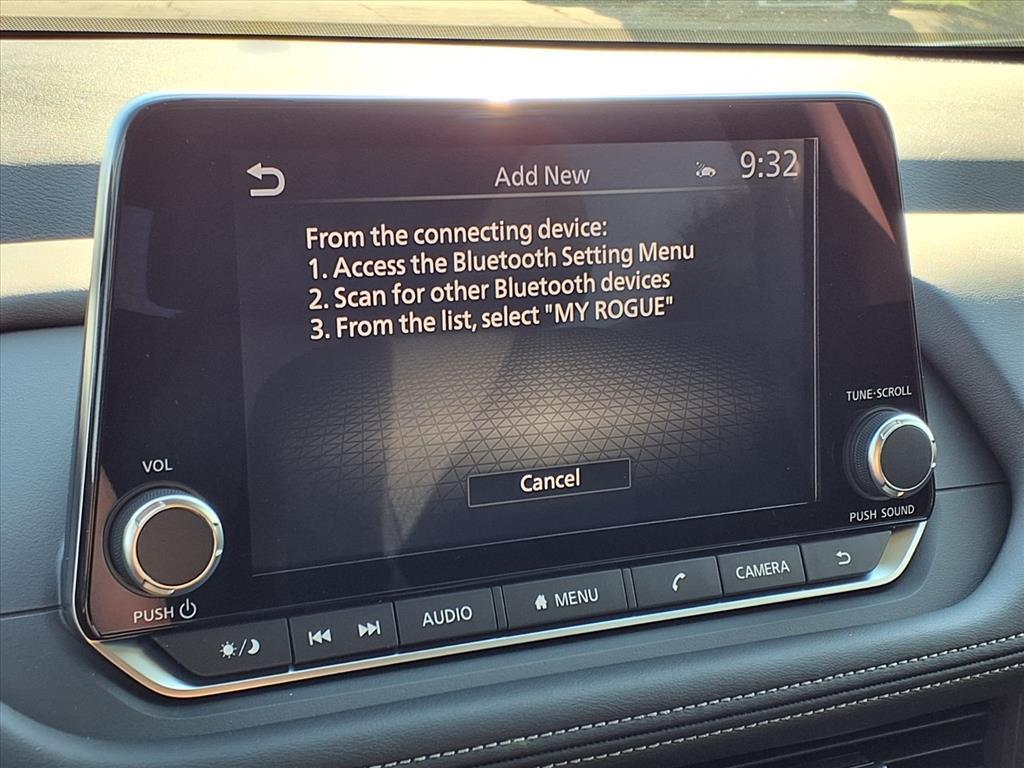 Add New
9:32
From the connecting device:
1. Access the Bluetooth Setting Menu
2. Scan for other Bluetooth devices
3. From the list, select "MY ROGUE"
Cancel
TUNE·SCROLL
PUSH SOUND
VOL
PUSH
AUDIO
MENU
CAMERA